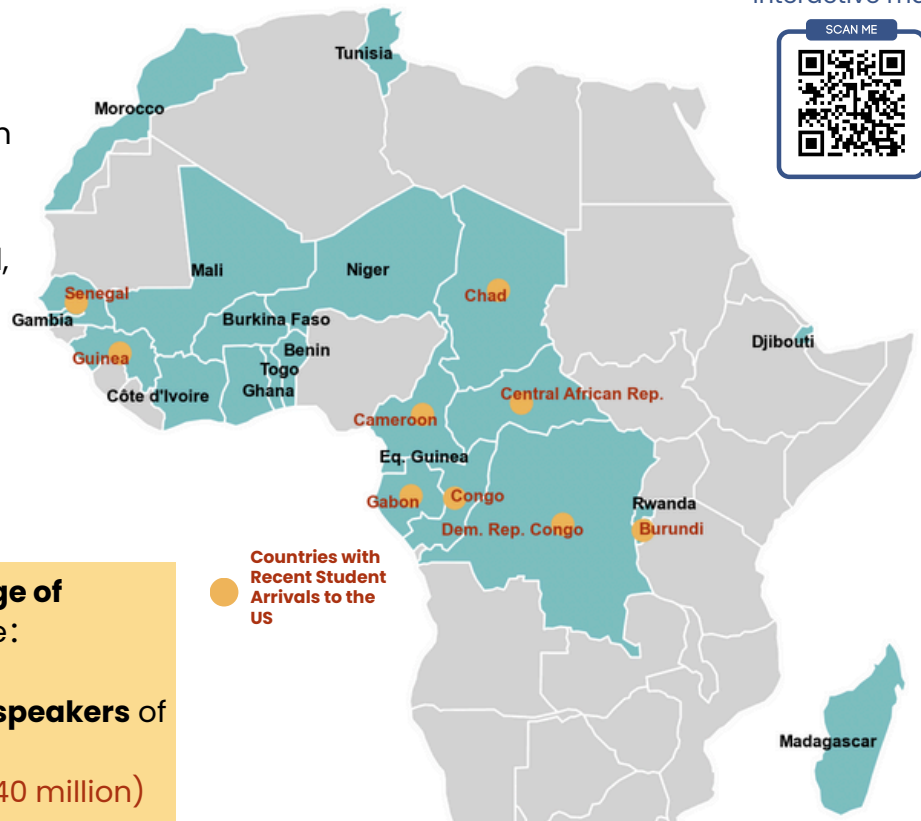 SCAN ME
Tunisia
Morocco
Mali
Niger
Senegal
Chad
Gambia
Burkina Faso
Djibouti
Guinea
Benin
Togo
Ghana
Côte d'Ivoire
Central African Rep.
Cameroon
Eq. Guinea
Gabon
Congo
Rwanda
Dem. Rep. Congo
Burundi
Countries with
Recent Student
Arrivals to the
US
ge of
e:
speakers of
40 million)
Madagascar